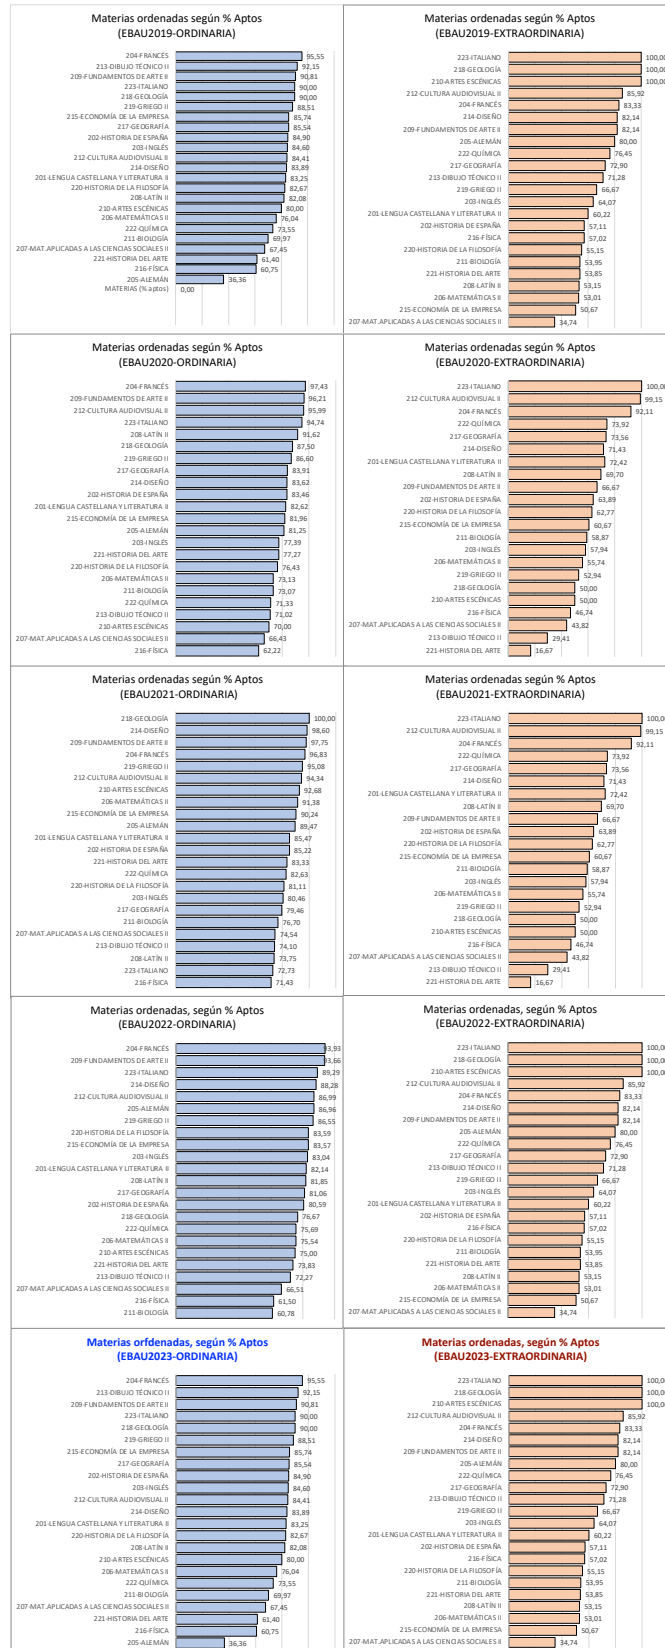 Materias ordenadas según % Aptos
(EBAU2019-ORDINARIA)
204-FRANCÉS 95,55
213-DIBUJO TÉCNICO II 92,15
209-FUNDAMENTOS DE ARTE II 90,81
223-ITALIANO 90,00
218-GEOLOGÍA 90,00
219-GRIEGO II 88,51
215-ECONOMÍA DE LA EMPRESA 85,74
217-GEOGRAFÍA 85,54
202-HISTORIA DE ESPAÑA 84,90
203-INGLÉS 84,60
212-CULTURA AUDIOVISUAL II 84,41
214-DISEÑO 83,89
201-LENGUA CASTELLANA Y LITERATURA II 83,25
220-HISTORIA DE LA FILOSOFÍA 82,67
208-LATÍN II 82,08
210-ARTES ESCÉNICAS 80,00
206-MATEMÁTICAS II 76,04
222-QUÍMICA 73,55
211-BIOLOGÍA 69,97
207-MAT.APLICADAS A LAS CIENCIAS SOCIALES II 67,45
221-HISTORIA DEL ARTE 61,40
216-FÍSICA 60,75
205-ALEMÁN 36,36
MATERIAS (% aptos) 0,00
Materias ordenadas según % Aptos
(EBAU2019-EXTRAORDINARIA)
223-ITALIANO 100,00
218-GEOLOGÍA 100,00
210-ARTES ESCÉNICAS 100,00
212-CULTURA AUDIOVISUAL II 85,92
204-FRANCÉS 83,33
214-DISEÑO 82,14
209-FUNDAMENTOS DE ARTE II 82,14
205-ALEMÁN 80,00
222-QUÍMICA 76,45
217-GEOGRAFÍA 72,90
213-DIBUJO TÉCNICO II 71,28
219-GRIEGO II 66,67
203-INGLÉS 64,07
201-LENGUA CASTELLANA Y LITERATURA II 60,22
202-HISTORIA DE ESPAÑA 57,11
216-FÍSICA 57,02
220-HISTORIA DE LA FILOSOFÍA 55,15
211-BIOLOGÍA 53,95
221-HISTORIA DEL ARTE 53,85
208-LATÍN II 53,15
206-MATEMÁTICAS II 53,01
215-ECONOMÍA DE LA EMPRESA 50,67
207-MAT.APLICADAS A LAS CIENCIAS SOCIALES II 34,74
Materias ordenadas según % Aptos
(EBAU2020-ORDINARIA)
204-FRANCÉS 97,43
209-FUNDAMENTOS DE ARTE II 96,21
212-CULTURA AUDIOVISUAL II 95,99
223-ITALIANO 94,74
208-LATÍN II 91,62
218-GEOLOGÍA 87,50
219-GRIEGO II 86,60
217-GEOGRAFÍA 83,91
214-DISEÑO 83,62
202-HISTORIA DE ESPAÑA 83,46
201-LENGUA CASTELLANA Y LITERATURA II 82,62
215-ECONOMÍA DE LA EMPRESA 81,96
205-ALEMÁN 81,25
203-INGLÉS 77,39
221-HISTORIA DEL ARTE 77,27
220-HISTORIA DE LA FILOSOFÍA 76,43
206-MATEMÁTICAS II 73,13
211-BIOLOGÍA 73,07
222-QUÍMICA 71,33
213-DIBUJO TÉCNICO II 71,02
210-ARTES ESCÉNICAS 70,00
207-MAT.APLICADAS A LAS CIENCIAS SOCIALES II 66,43
216-FÍSICA 62,22
Materias ordenadas según % Aptos
(EBAU2020-EXTRAORDINARIA)
223-ITALIANO 100,00
212-CULTURA AUDIOVISUAL II 99,15
204-FRANCÉS 92,11
222-QUÍMICA 73,92
217-GEOGRAFÍA 73,56
214-DISEÑO 71,43
201-LENGUA CASTELLANA Y LITERATURA II 72,42
208-LATÍN II 69,70
209-FUNDAMENTOS DE ARTE II 66,67
202-HISTORIA DE ESPAÑA 63,89
220-HISTORIA DE LA FILOSOFÍA 62,77
215-ECONOMÍA DE LA EMPRESA 60,67
211-BIOLOGÍA 58,87
203-INGLÉS 57,94
206-MATEMÁTICAS II 55,74
219-GRIEGO II 52,94
218-GEOLOGÍA 50,00
210-ARTES ESCÉNICAS 50,00
216-FÍSICA 46,74
207-MAT.APLICADAS A LAS CIENCIAS SOCIALES II 43,82
213-DIBUJO TÉCNICO II 29,41
221-HISTORIA DEL ARTE 16,67
Materias ordenadas según % Aptos
(EBAU2021-ORDINARIA)
218-GEOLOGÍA 100,00
214-DISEÑO 98,60
209-FUNDAMENTOS DE ARTE II 97,75
204-FRANCÉS 96,83
219-GRIEGO II 95,08
212-CULTURA AUDIOVISUAL II 94,34
210-ARTES ESCÉNICAS 92,68
206-MATEMÁTICAS II 91,38
215-ECONOMÍA DE LA EMPRESA 90,24
205-ALEMÁN 89,47
201-LENGUA CASTELLANA Y LITERATURA II 85,47
202-HISTORIA DE ESPAÑA 85,22
221-HISTORIA DEL ARTE 83,33
222-QUÍMICA 82,63
220-HISTORIA DE LA FILOSOFÍA 81,11
203-INGLÉS 80,46
217-GEOGRAFÍA 79,46
211-BIOLOGÍA 76,70
207-MAT.APLICADAS A LAS CIENCIAS SOCIALES II 74,54
213-DIBUJO TÉCNICO II 74,10
208-LATÍN II 73,75
223-ITALIANO 72,73
216-FÍSICA 71,43
Materias ordenadas según % Aptos
(EBAU2021-EXTRAORDINARIA)
223-ITALIANO 100,00
212-CULTURA AUDIOVISUAL II 99,15
204-FRANCÉS 92,11
222-QUÍMICA 73,92
217-GEOGRAFÍA 73,56
214-DISEÑO 71,43
201-LENGUA CASTELLANA Y LITERATURA II 72,42
208-LATÍN II 69,70
209-FUNDAMENTOS DE ARTE II 66,67
202-HISTORIA DE ESPAÑA 63,89
220-HISTORIA DE LA FILOSOFÍA 62,77
215-ECONOMÍA DE LA EMPRESA 60,67
211-BIOLOGÍA 58,87
203-INGLÉS 57,94
206-MATEMÁTICAS II 55,74
219-GRIEGO II 52,94
218-GEOLOGÍA 50,00
210-ARTES ESCÉNICAS 50,00
216-FÍSICA 46,74
207-MAT.APLICADAS A LAS CIENCIAS SOCIALES II 43,82
213-DIBUJO TÉCNICO II 29,41
221-HISTORIA DEL ARTE 16,67
Materias ordenadas, según % Aptos
(EBAU2022-ORDINARIA)
204-FRANCÉS 93,93
209-FUNDAMENTOS DE ARTE II 93,66
223-ITALIANO 89,29
214-DISEÑO 88,28
212-CULTURA AUDIOVISUAL II 86,99
205-ALEMÁN 86,96
219-GRIEGO II 86,55
220-HISTORIA DE LA FILOSOFÍA 83,59
215-ECONOMÍA DE LA EMPRESA 83,57
203-INGLÉS 83,04
201-LENGUA CASTELLANA Y LITERATURA II 82,14
208-LATÍN II 81,85
217-GEOGRAFÍA 81,06
202-HISTORIA DE ESPAÑA 80,59
218-GEOLOGÍA 76,67
222-QUÍMICA 75,69
206-MATEMÁTICAS II 75,54
210-ARTES ESCÉNICAS 75,00
221-HISTORIA DEL ARTE 73,83
213-DIBUJO TÉCNICO II 72,27
207-MAT.APLICADAS A LAS CIENCIAS SOCIALES II 66,51
216-FÍSICA 61,50
211-BIOLOGÍA 60,78
Materias ordenadas, según % Aptos
(EBAU2022-EXTRAORDINARIA)
223-ITALIANO 100,00
218-GEOLOGÍA 100,00
210-ARTES ESCÉNICAS 100,00
212-CULTURA AUDIOVISUAL II 85,92
204-FRANCÉS 83,33
214-DISEÑO 82,14
209-FUNDAMENTOS DE ARTE II 82,14
205-ALEMÁN 80,00
222-QUÍMICA 76,45
217-GEOGRAFÍA 72,90
213-DIBUJO TÉCNICO II 71,28
219-GRIEGO II 66,67
203-INGLÉS 64,07
201-LENGUA CASTELLANA Y LITERATURA II 60,22
202-HISTORIA DE ESPAÑA 57,11
216-FÍSICA 57,02
220-HISTORIA DE LA FILOSOFÍA 55,15
211-BIOLOGÍA 53,95
221-HISTORIA DEL ARTE 53,85
208-LATÍN II 53,15
206-MATEMÁTICAS II 53,01
215-ECONOMÍA DE LA EMPRESA 50,67
207-MAT.APLICADAS A LAS CIENCIAS SOCIALES II 34,74
Materias orfdenadas, según % Aptos
(EBAU2023-ORDINARIA)
204-FRANCÉS 95,55
213-DIBUJO TÉCNICO II 92,15
209-FUNDAMENTOS DE ARTE II 90,81
223-ITALIANO 90,00
218-GEOLOGÍA 90,00
219-GRIEGO II 88,51
215-ECONOMÍA DE LA EMPRESA 85,74
217-GEOGRAFÍA 85,54
202-HISTORIA DE ESPAÑA 84,90
203-INGLÉS 84,60
212-CULTURA AUDIOVISUAL II 84,41
214-DISEÑO 83,89
201-LENGUA CASTELLANA Y LITERATURA II 83,25
220-HISTORIA DE LA FILOSOFÍA 82,67
208-LATÍN II 82,08
210-ARTES ESCÉNICAS 80,00
206-MATEMÁTICAS II 76,04
222-QUÍMICA 73,55
211-BIOLOGÍA 69,97
207-MAT.APLICADAS A LAS CIENCIAS SOCIALES II 67,45
221-HISTORIA DEL ARTE 61,40
216-FÍSICA 60,75
205-ALEMÁN 36,36
Materias ordenadas, según % Aptos
(EBAU2023-EXTRAORDINARIA)
223-ITALIANO 100,00
218-GEOLOGÍA 100,00
210-ARTES ESCÉNICAS 100,00
212-CULTURA AUDIOVISUAL II 85,92
204-FRANCÉS 83,33
214-DISEÑO 82,14
209-FUNDAMENTOS DE ARTE II 82,14
205-ALEMÁN 80,00
222-QUÍMICA 76,45
217-GEOGRAFÍA 72,90
213-DIBUJO TÉCNICO II 71,28
219-GRIEGO II 66,67
203-INGLÉS 64,07
201-LENGUA CASTELLANA Y LITERATURA II 60,22
202-HISTORIA DE ESPAÑA 57,11
216-FÍSICA 57,02
220-HISTORIA DE LA FILOSOFÍA 55,15
211-BIOLOGÍA 53,95
221-HISTORIA DEL ARTE 53,85
208-LATÍN II 53,15
206-MATEMÁTICAS II 53,01
215-ECONOMÍA DE LA EMPRESA 50,67
207-MAT.APLICADAS A LAS CIENCIAS SOCIALES II 34,74